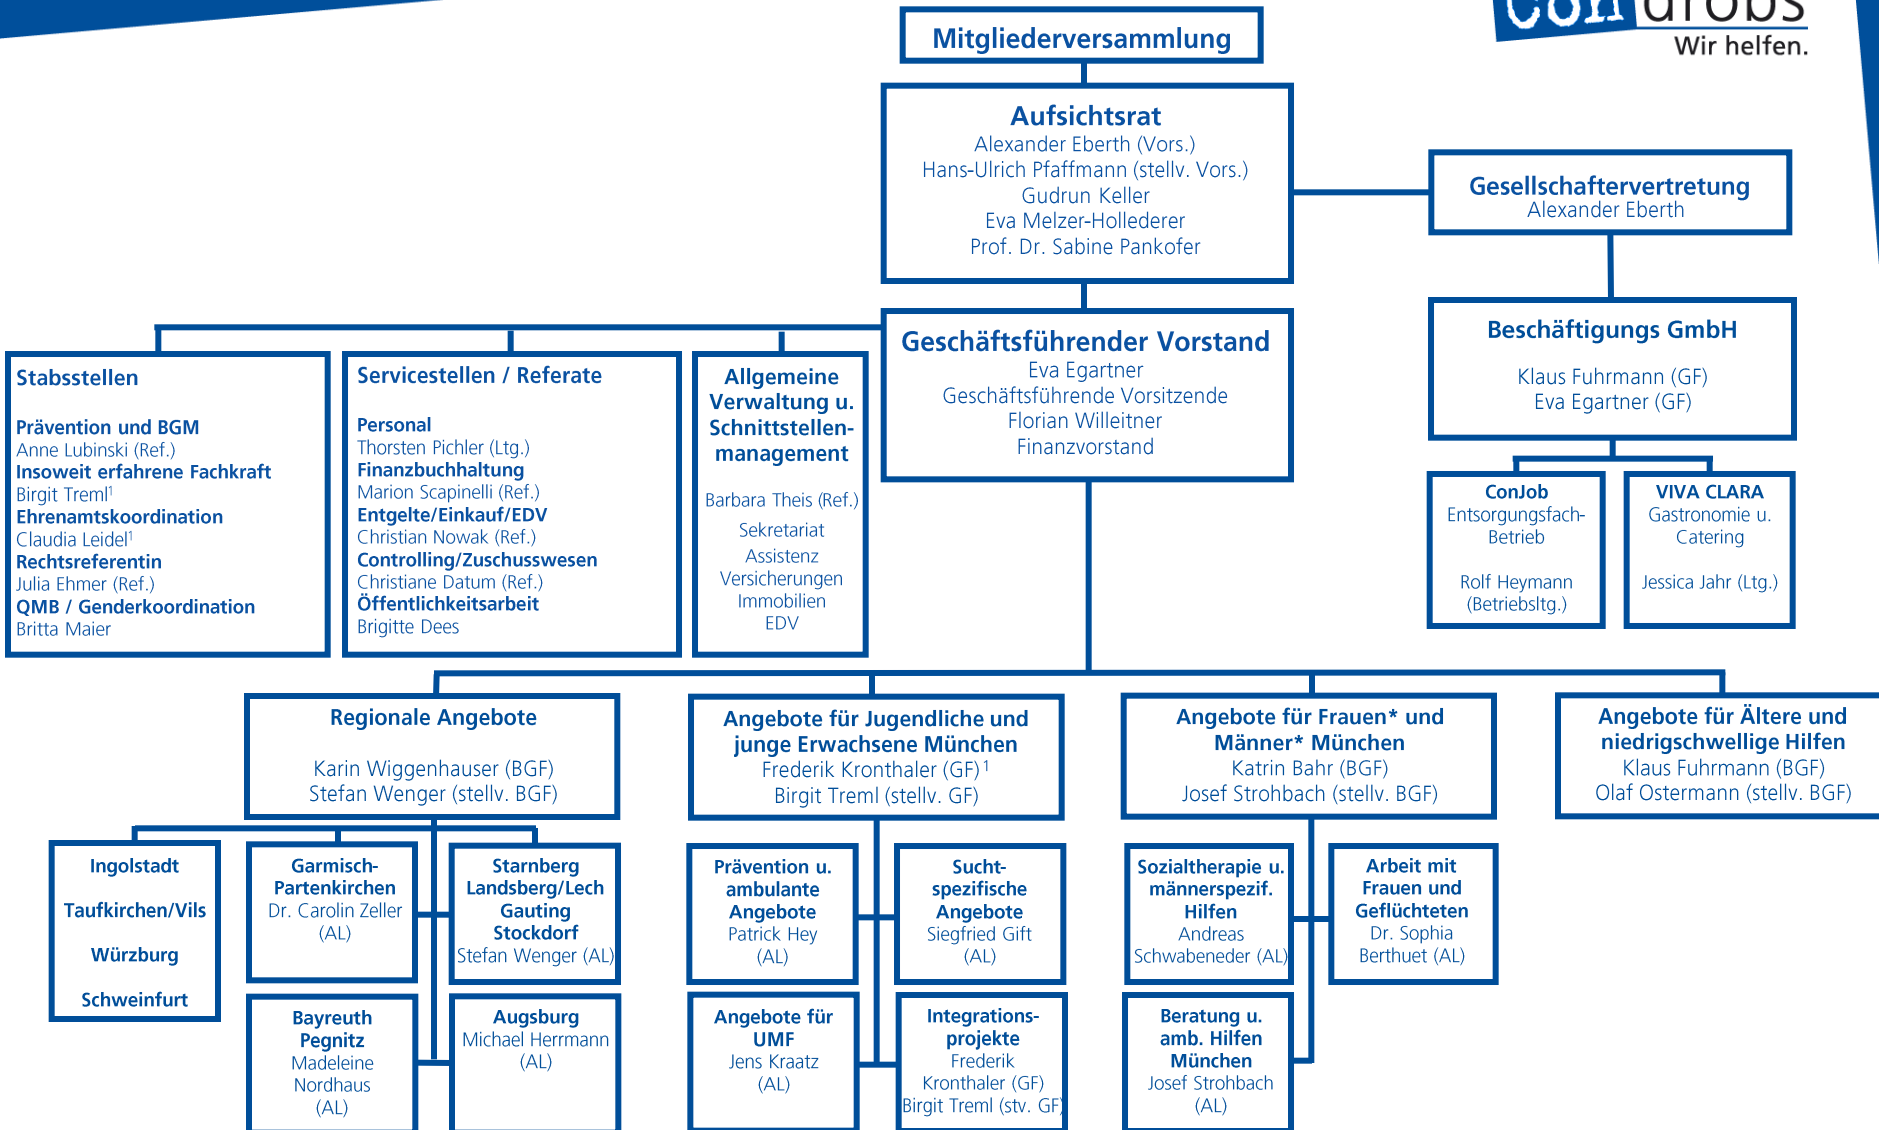 Con drobs
Wir helfen.
Mitgliederversammlung
Aufsichtsrat
Alexander Eberth (Vors.)
Hans-Ulrich Pfaffmann (stellv. Vors.)
Gudrun Keller
Eva Melzer-Hollederer
Prof. Dr. Sabine Pankofer
Gesellschaftervertretung
Alexander Eberth
Geschäftsführender Vorstand
Eva Egartner
Geschäftsführende Vorsitzende
Florian Willeitner
Finanzvorstand
Beschäftigungs GmbH
Klaus Fuhrmann (GF)
Eva Egartner (GF)
Stabsstellen
Prävention und BGM
Anne Lubinski (Ref.)
Insoweit erfahrene Fachkraft
Birgit Treml¹
Ehrenamtskoordination
Claudia Leidel¹
Rechtsreferentin
Julia Ehmer (Ref.)
QMB / Genderkoordination
Britta Maier
Servicestellen / Referate
Personal
Thorsten Pichler (Ltg.)
Finanzbuchhaltung
Marion Scapinelli (Ref.)
Entgelte/Einkauf/EDV
Christian Nowak (Ref.)
Controlling/Zuschusswesen
Christiane Datum (Ref.)
Öffentlichkeitsarbeit
Brigitte Dees
Allgemeine
Verwaltung u.
Schnittstellen-
management
Barbara Theis (Ref.)
Sekretariat
Assistenz
Versicherungen
Immobilien
EDV
ConJob
Entsorgungsfach-
Betrieb
Rolf Heymann
(Betriebsltg.)
VIVA CLARA
Gastronomie u.
Catering
Jessica Jahr (Ltg.)
Regionale Angebote
Karin Wiggenhauser (BGF)
Stefan Wenger (stellv. BGF)
Angebote für Jugendliche und
junge Erwachsene München
Frederik Kronthaler (GF)¹
Birgit Treml (stellv. GF)
Angebote für Frauen* und
Männer* München
Katrin Bahr (BGF)
Josef Strohbach (stellv. BGF)
Angebote für Ältere und
niedrigschwellige Hilfen
Klaus Fuhrmann (BGF)
Olaf Ostermann (stellv. BGF)
Ingolstadt
Taufkirchen/Vils
Würzburg
Schweinfurt
Garmisch-
Partenkirchen
Dr. Carolin Zeller
(AL)
Starnberg
Landsberg/Lech
Gauting
Stockdorf
Stefan Wenger (AL)
Bayreuth
Pegnitz
Madeleine
Nordhaus
(AL)
Augsburg
Michael Herrmann
(AL)
Prävention u.
ambulante
Angebote
Patrick Hey
(AL)
Sucht-
spezifische
Angebote
Siegfried Gift
(AL)
Angebote für
UMF
Jens Kraatz
(AL)
Integrations-
projekte
Frederik
Kronthaler (GF)
Birgit Treml (stv. GF)
Sozialtherapie u.
männerspezif.
Hilfen
Andreas
Schwabeneder (AL)
Arbeit mit
Frauen und
Geflüchteten
Dr. Sophia
Berthuet (AL)
Beratung u.
amb. Hilfen
München
Josef Strohbach
(AL)